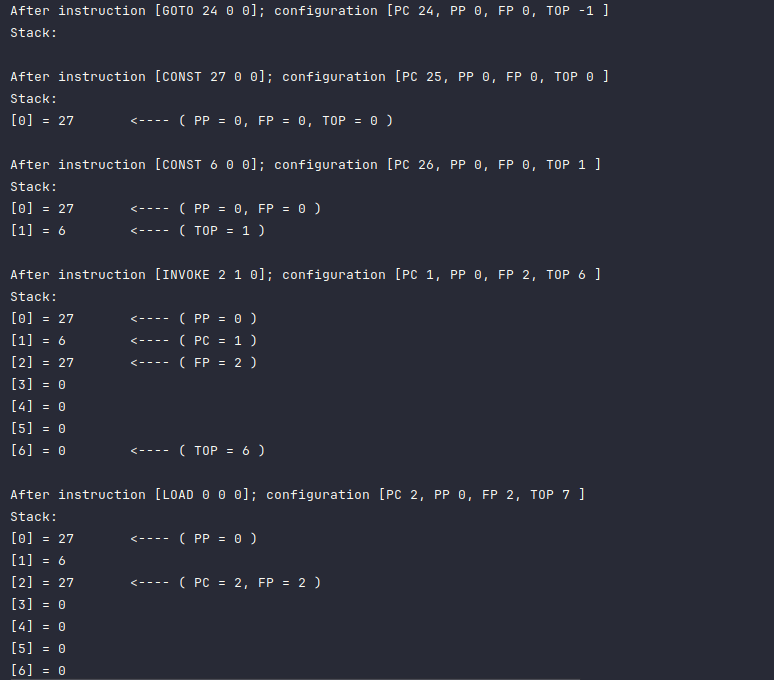 After instruction [GOTO 24 0 0]; configuration [PC 24, PP 0, FP 0, TOP -1 ]
Stack:
After instruction [CONST 27 0 0]; configuration [PC 25, PP 0, FP 0, TOP 0 ]
Stack:
[0] = 27       <---- ( PP = 0, FP = 0, TOP = 0 )
After instruction [CONST 6 0 0]; configuration [PC 26, PP 0, FP 0, TOP 1 ]
Stack:
[0] = 27       <---- ( PP = 0, FP = 0 )
[1] = 6        <---- ( TOP = 1 )
After instruction [INVOKE 2 1 0]; configuration [PC 1, PP 0, FP 2, TOP 6 ]
Stack:
[0] = 27       <---- ( PP = 0 )
[1] = 6        <---- ( PC = 1 )
[2] = 27       <---- ( FP = 2 )
[3] = 0
[4] = 0
[5] = 0
[6] = 0        <---- ( TOP = 6 )
After instruction [LOAD 0 0 0]; configuration [PC 2, PP 0, FP 2, TOP 7 ]
Stack:
[0] = 27       <---- ( PP = 0 )
[1] = 6
[2] = 27       <---- ( PC = 2, FP = 2 )
[3] = 0
[4] = 0
[5] = 0
[6] = 0